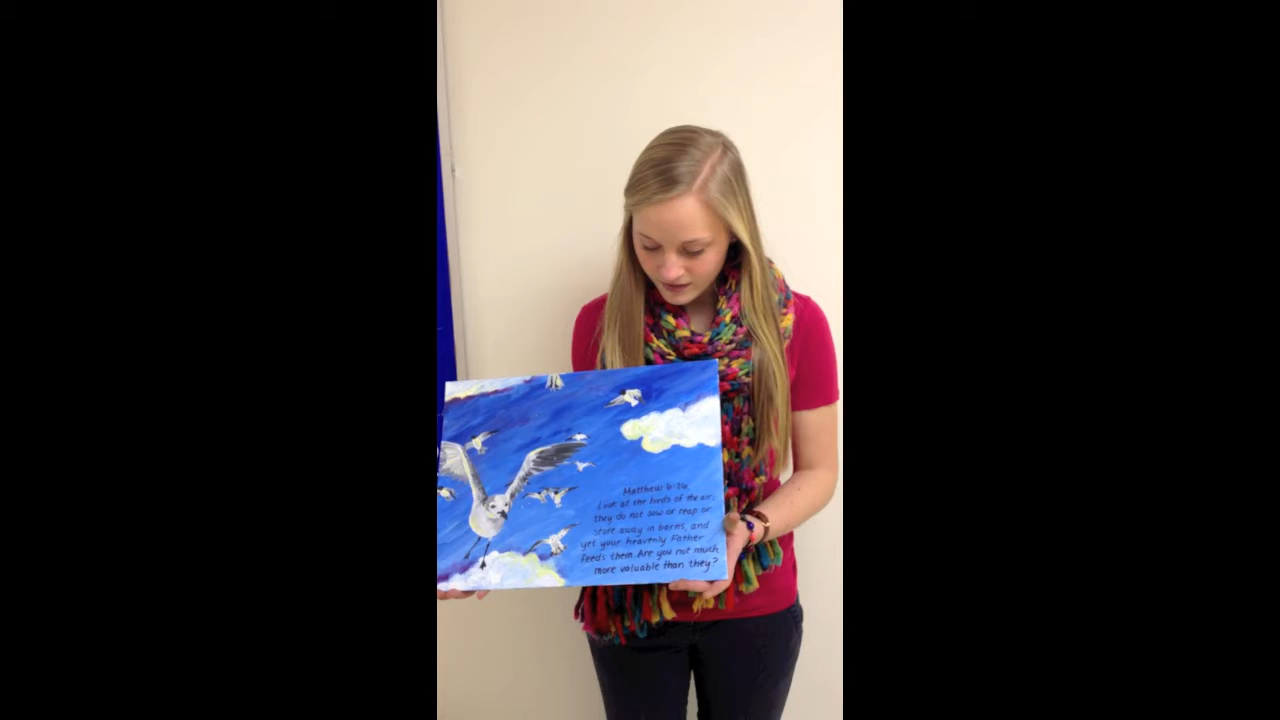 Matthew 6:26
Look at the birds of the air;
they do not sow or reap or
store away in barns, and
yet your heavenly Father
feeds them. Are you not much
more valuable than they?